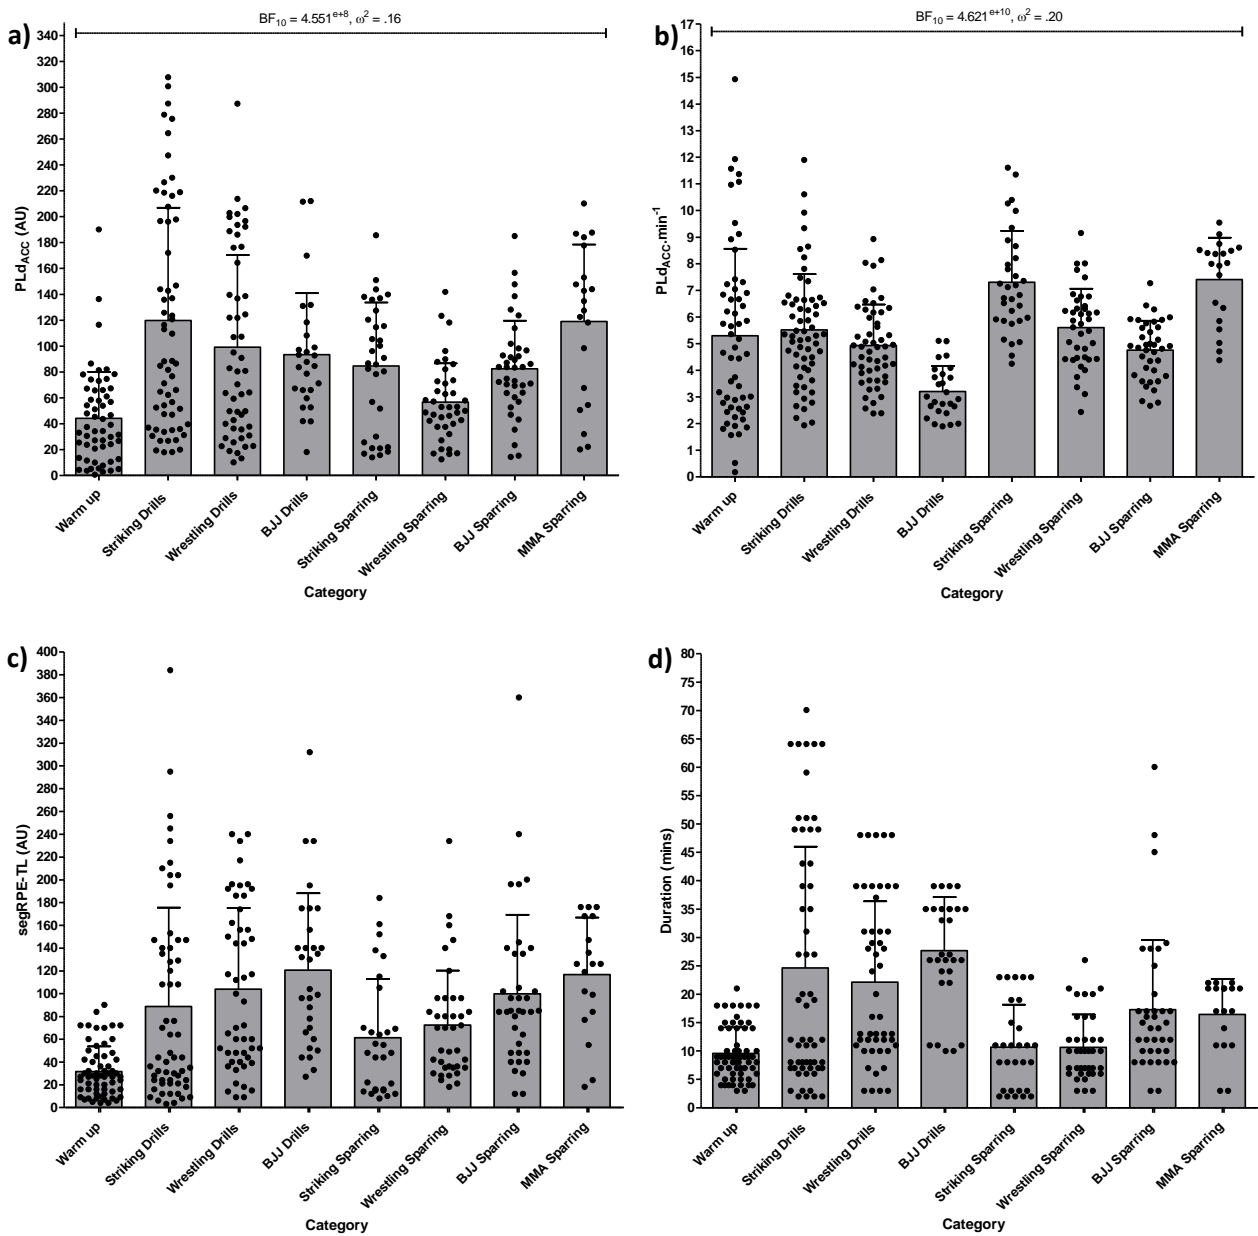 a)
BF10 = 4.551e+8, ω2 = .16
PLdACC (AU)
340
320
300
280
260
240
220
200
180
160
140
120
100
80
60
40
20
0
Warm up
Striking Drills
Wrestling Drills
BJJ Drills
Striking Sparring
Wrestling Sparring
BJJ Sparring
MMA Sparring
Category
b)
BF10 = 4.621e+10, ω2 = .20
PLdACC.min-1
17
16
15
14
13
12
11
10
9
8
7
6
5
4
3
2
1
0
Warm up
Striking Drills
Wrestling Drills
BJJ Drills
Striking Sparring
Wrestling Sparring
BJJ Sparring
MMA Sparring
Category
c)
segRPE-TL (AU)
400
380
360
340
320
300
280
260
240
220
200
180
160
140
120
100
80
60
40
20
0
Warm up
Striking Drills
Wrestling Drills
BJJ Drills
Striking Sparring
Wrestling Sparring
BJJ Sparring
MMA Sparring
Category
d)
Duration (mins)
80
75
70
65
60
55
50
45
40
35
30
25
20
15
10
5
0
Warm up
Striking Drills
Wrestling Drills
BJJ Drills
Striking Sparring
Wrestling Sparring
BJJ Sparring
MMA Sparring
Category